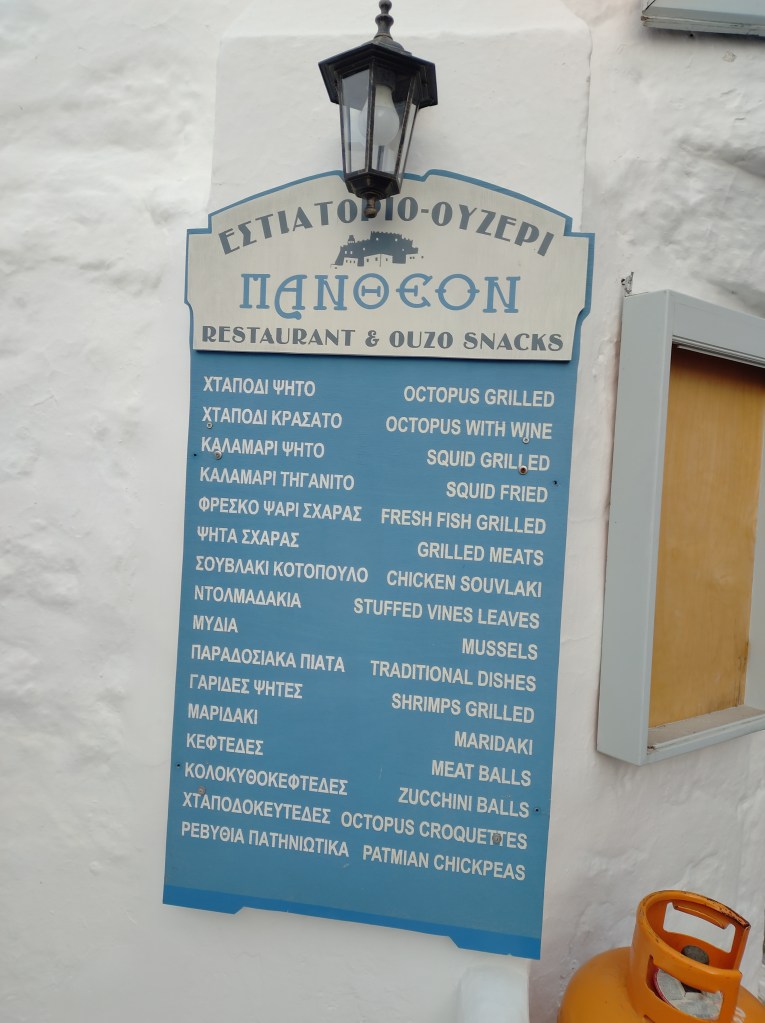 ΕΣΤΙΑΤΟΡΙΟ-ΟΥΖΕΡΙ
ΠΑΝΘΕΟΝ
RESTAURANT & OUZO SNACKS
ΧΤΑΠΟΔΙ ΨΗΤΟ OCTOPUS GRILLED
ΧΤΑΠΟΔΙ ΚΡΑΣΑΤΟ OCTOPUS WITH WINE
ΚΑΛΑΜΑΡΙ ΨΗΤΟ SQUID GRILLED
ΚΑΛΑΜΑΡΙ ΤΗΓΑΝΙΤΟ SQUID FRIED
ΦΡΕΣΚΟ ΨΑΡΙ ΣΧΑΡΑΣ FRESH FISH GRILLED
ΨΗΤΑ ΣΧΑΡΑΣ GRILLED MEATS
ΣΟΥΒΛΑΚΙ ΚΟΤΟΠΟΥΛΟ CHICKEN SOUVLAKI
ΝΤΟΛΜΑΔΑΚΙΑ STUFFED VINES LEAVES
ΜΥΔΙΑ MUSSELS
ΠΑΡΑΔΟΣΙΑΚΑ ΠΙΑΤΑ TRADITIONAL DISHES
ΓΑΡΙΔΕΣ ΨΗΤΕΣ SHRIMPS GRILLED
ΜΑΡΙΔΑΚΙ MARIDAKI
ΚΕΦΤΕΔΕΣ MEAT BALLS
ΚΟΛΟΚΥΘΟΚΕΦΤΕΔΕΣ ZUCCHINI BALLS
ΧΤΑΠΟΔΟΚΕΥΤΕΔΕΣ OCTOPUS CROQUETTES
ΡΕΒΥΘΙΑ ΠΑΤΗΝΙΩΤΙΚΑ PATMIAN CHICKPEAS